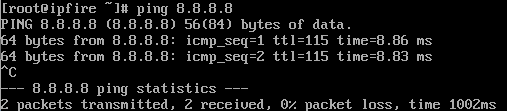 [root@ipfire ~]# ping 8.8.8.8
PING 8.8.8.8 (8.8.8.8) 56(84) bytes of data.
64 bytes from 8.8.8.8: icmp_seq=1 ttl=115 time=8.86 ms
64 bytes from 8.8.8.8: icmp_seq=2 ttl=115 time=8.83 ms
^C
--- 8.8.8.8 ping statistics ---
2 packets transmitted, 2 received, 0% packet loss, time 1002ms